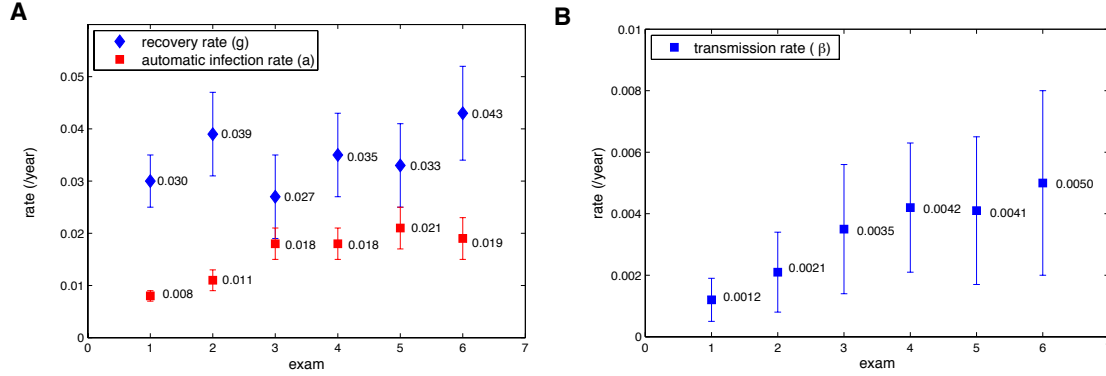 A
recovery rate (g)
automatic infection rate (a)
0.05
0.04
0.03
0.02
0.01
0
rate (/year)
0.030
0.039
0.027
0.035
0.033
0.043
0.008
0.011
0.018
0.018
0.021
0.019
0 1 2 3 4 5 6 7
exam
B
transmission rate ( β)
0.01
0.008
0.006
0.004
0.002
0
rate (/year)
0.0012
0.0021
0.0035
0.0042
0.0041
0.0050
0 1 2 3 4 5 6
exam